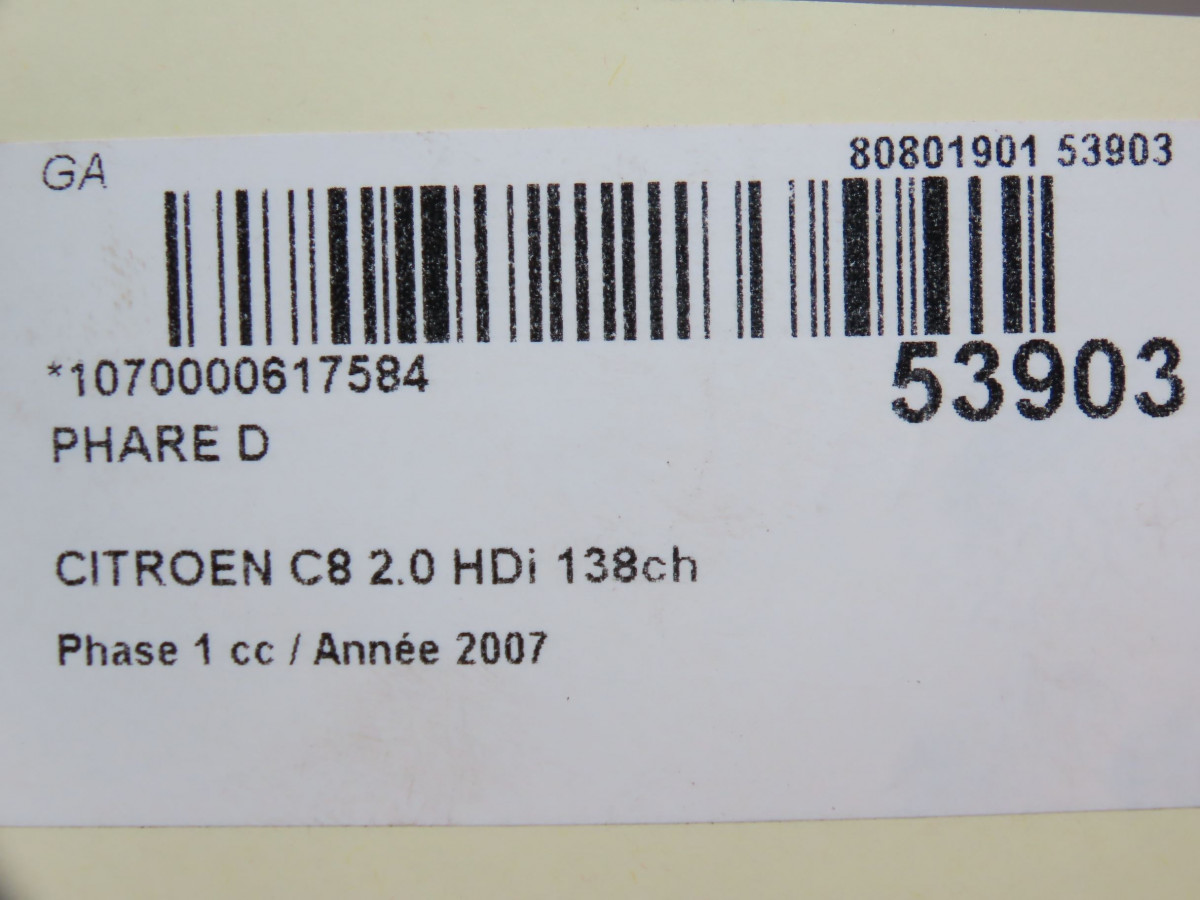 GA
80801901 53903
*1070000617584
53903
PHARE D
CITROEN C8 2.0 HDi 138ch
Phase 1 cc / Année 2007